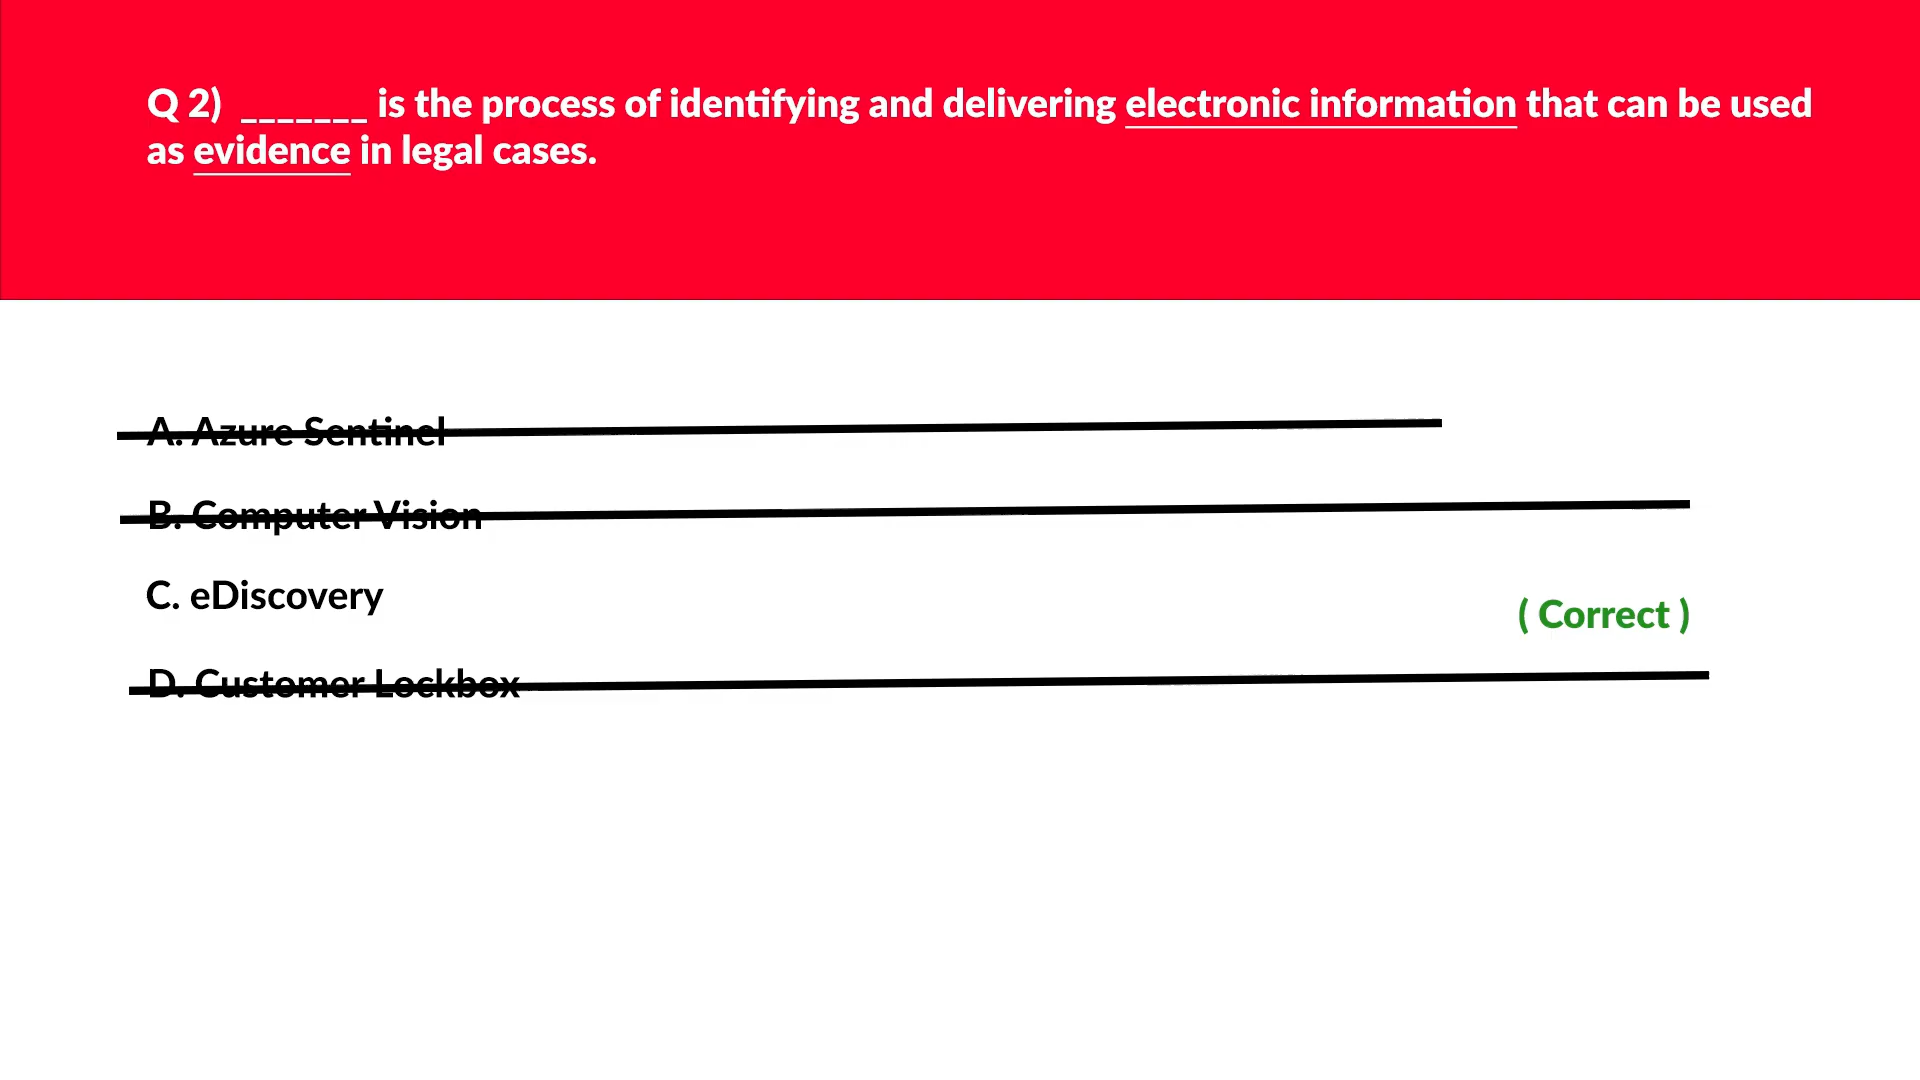 Q 2) _______ is the process of identifying and delivering electronic information that can be used
as evidence in legal cases.
A. Azure Sentinel
B. Computer Vision
C. eDiscovery
( Correct )
D. Customer Lockbox